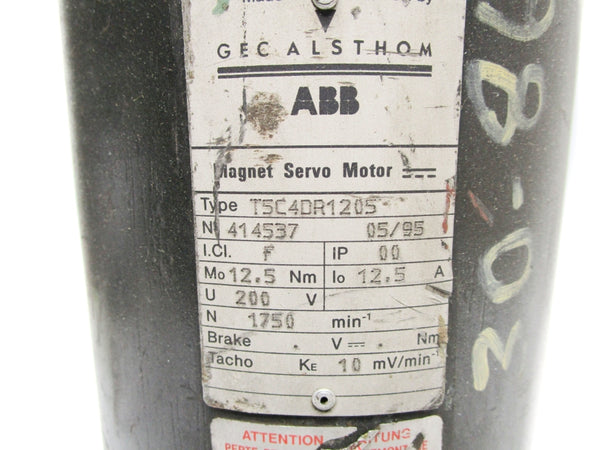 by
GEC ALSTHOM
ABB
Magnet Servo Motor
Type T5C4DR1205
N 414537 05/95
I.Cl. F IP 00
Mo 12.5 Nm Io 12.5 A
U 200 V
N 1750 min-1
Brake . V . Nm
Tacho KE 10 mV/min-1
ATTENTION